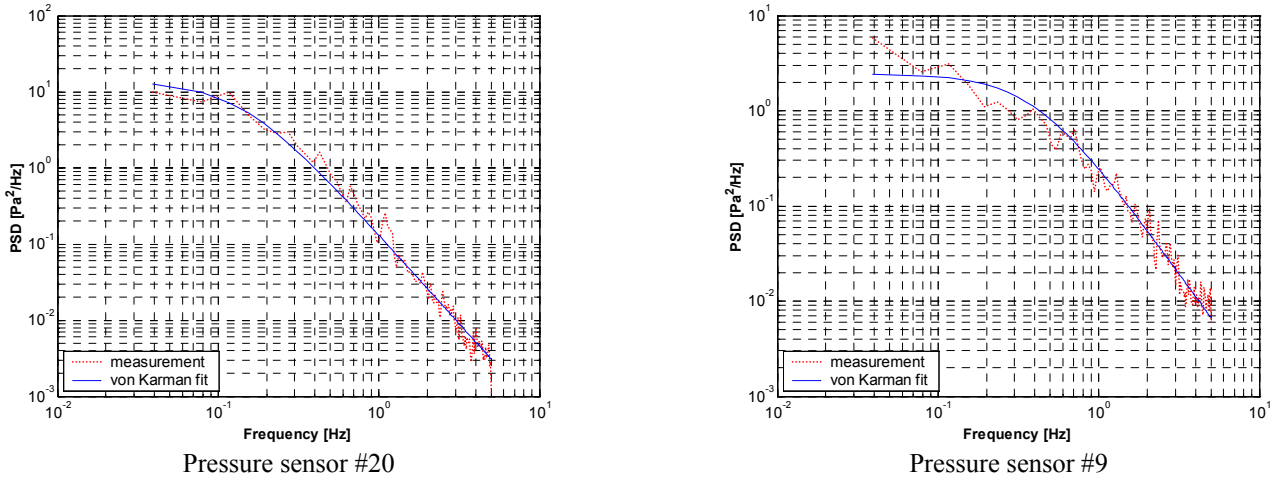 10^2
10^1
10^0
10^-1
10^-2
10^-3
PSD [Pa^2/Hz]
measurement
von Karman fit
10^-2
10^-1
10^0
10^1
Frequency [Hz]
Pressure sensor #20
10^1
10^0
10^-1
10^-2
10^-3
PSD [Pa^2/Hz]
measurement
von Karman fit
10^-2
10^-1
10^0
10^1
Frequency [Hz]
Pressure sensor #9